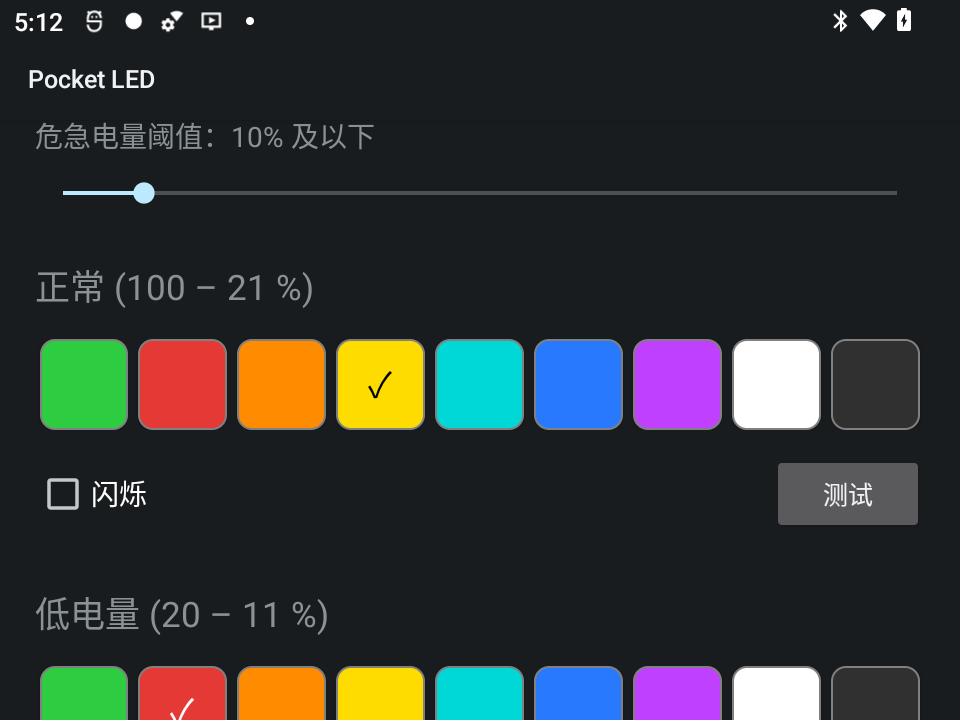 5:12
Pocket LED
危急电量阈值：10% 及以下
正常 (100 – 21 %)
闪烁
测试
低电量 (20 – 11 %)